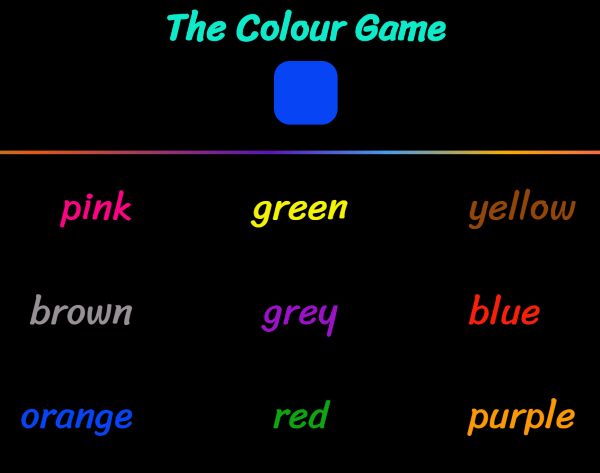 The Colour Game
pink green yellow
brown grey blue
orange red purple